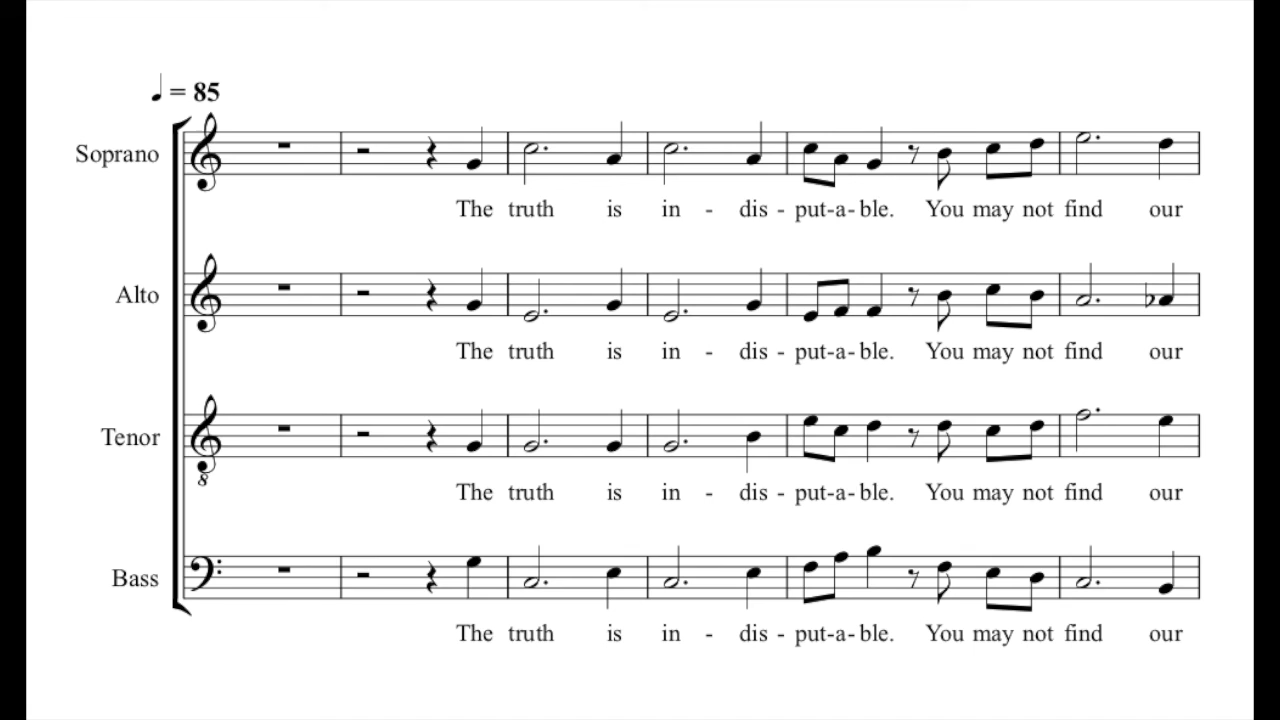 ♩ = 85
Soprano
The truth is in - dis - put-a-ble. You may not find our
Alto
The truth is in - dis - put-a-ble. You may not find our
Tenor
8
The truth is in - dis - put-a-ble. You may not find our
Bass
The truth is in - dis - put-a-ble. You may not find our